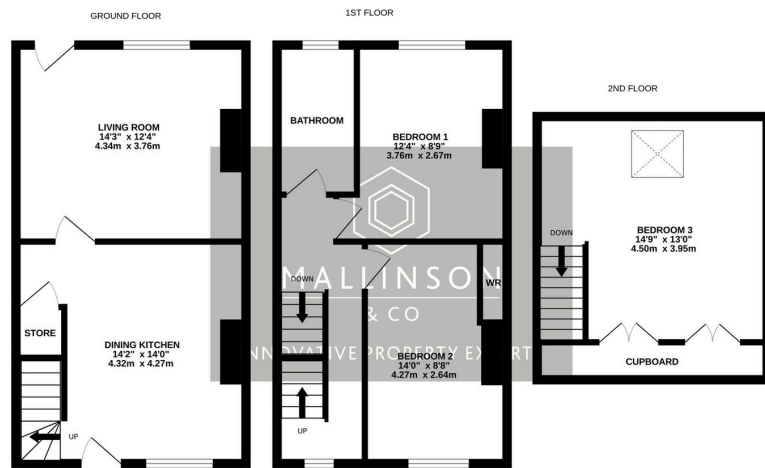 GROUND FLOOR
1ST FLOOR
2ND FLOOR
LIVING ROOM
14'3" x 12'4"
4.34m x 3.76m
STORE
DINING KITCHEN
14'2" x 14'0"
4.32m x 4.27m
UP
BATHROOM
BEDROOM 1
12'4" x 8'9"
3.76m x 2.67m
DOWN
WR
BEDROOM 2
14'0" x 8'8"
4.27m x 2.64m
UP
MALLINSON
& CO
INNOVATIVE PROPERTY EXPERTS
BEDROOM 3
14'9" x 13'0"
4.50m x 3.95m
DOWN
CUPBOARD